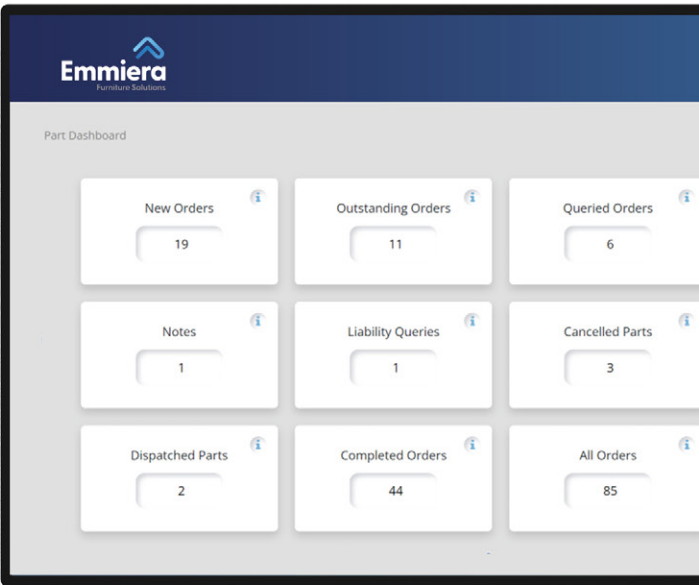 Emmiera
Furniture Solutions
Part Dashboard
New Orders
19
Outstanding Orders
11
Queried Orders
6
Notes
1
Liability Queries
1
Cancelled Parts
3
Dispatched Parts
2
Completed Orders
44
All Orders
85